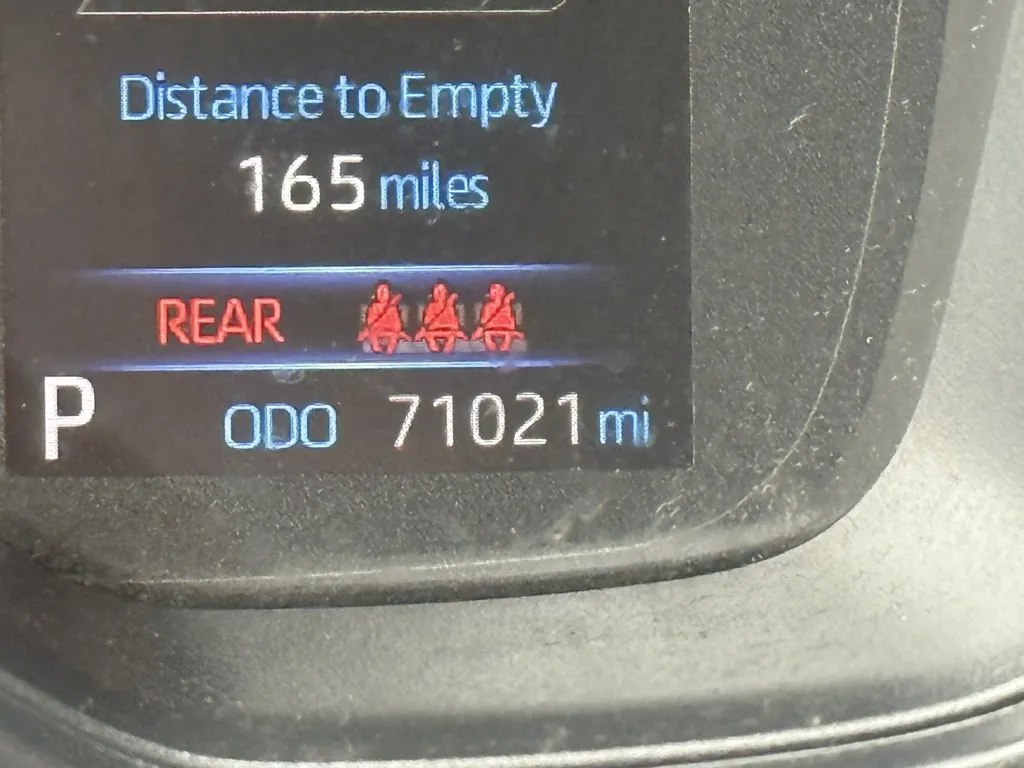 Distance to Empty
165 miles
REAR
P ODO 71021 mi